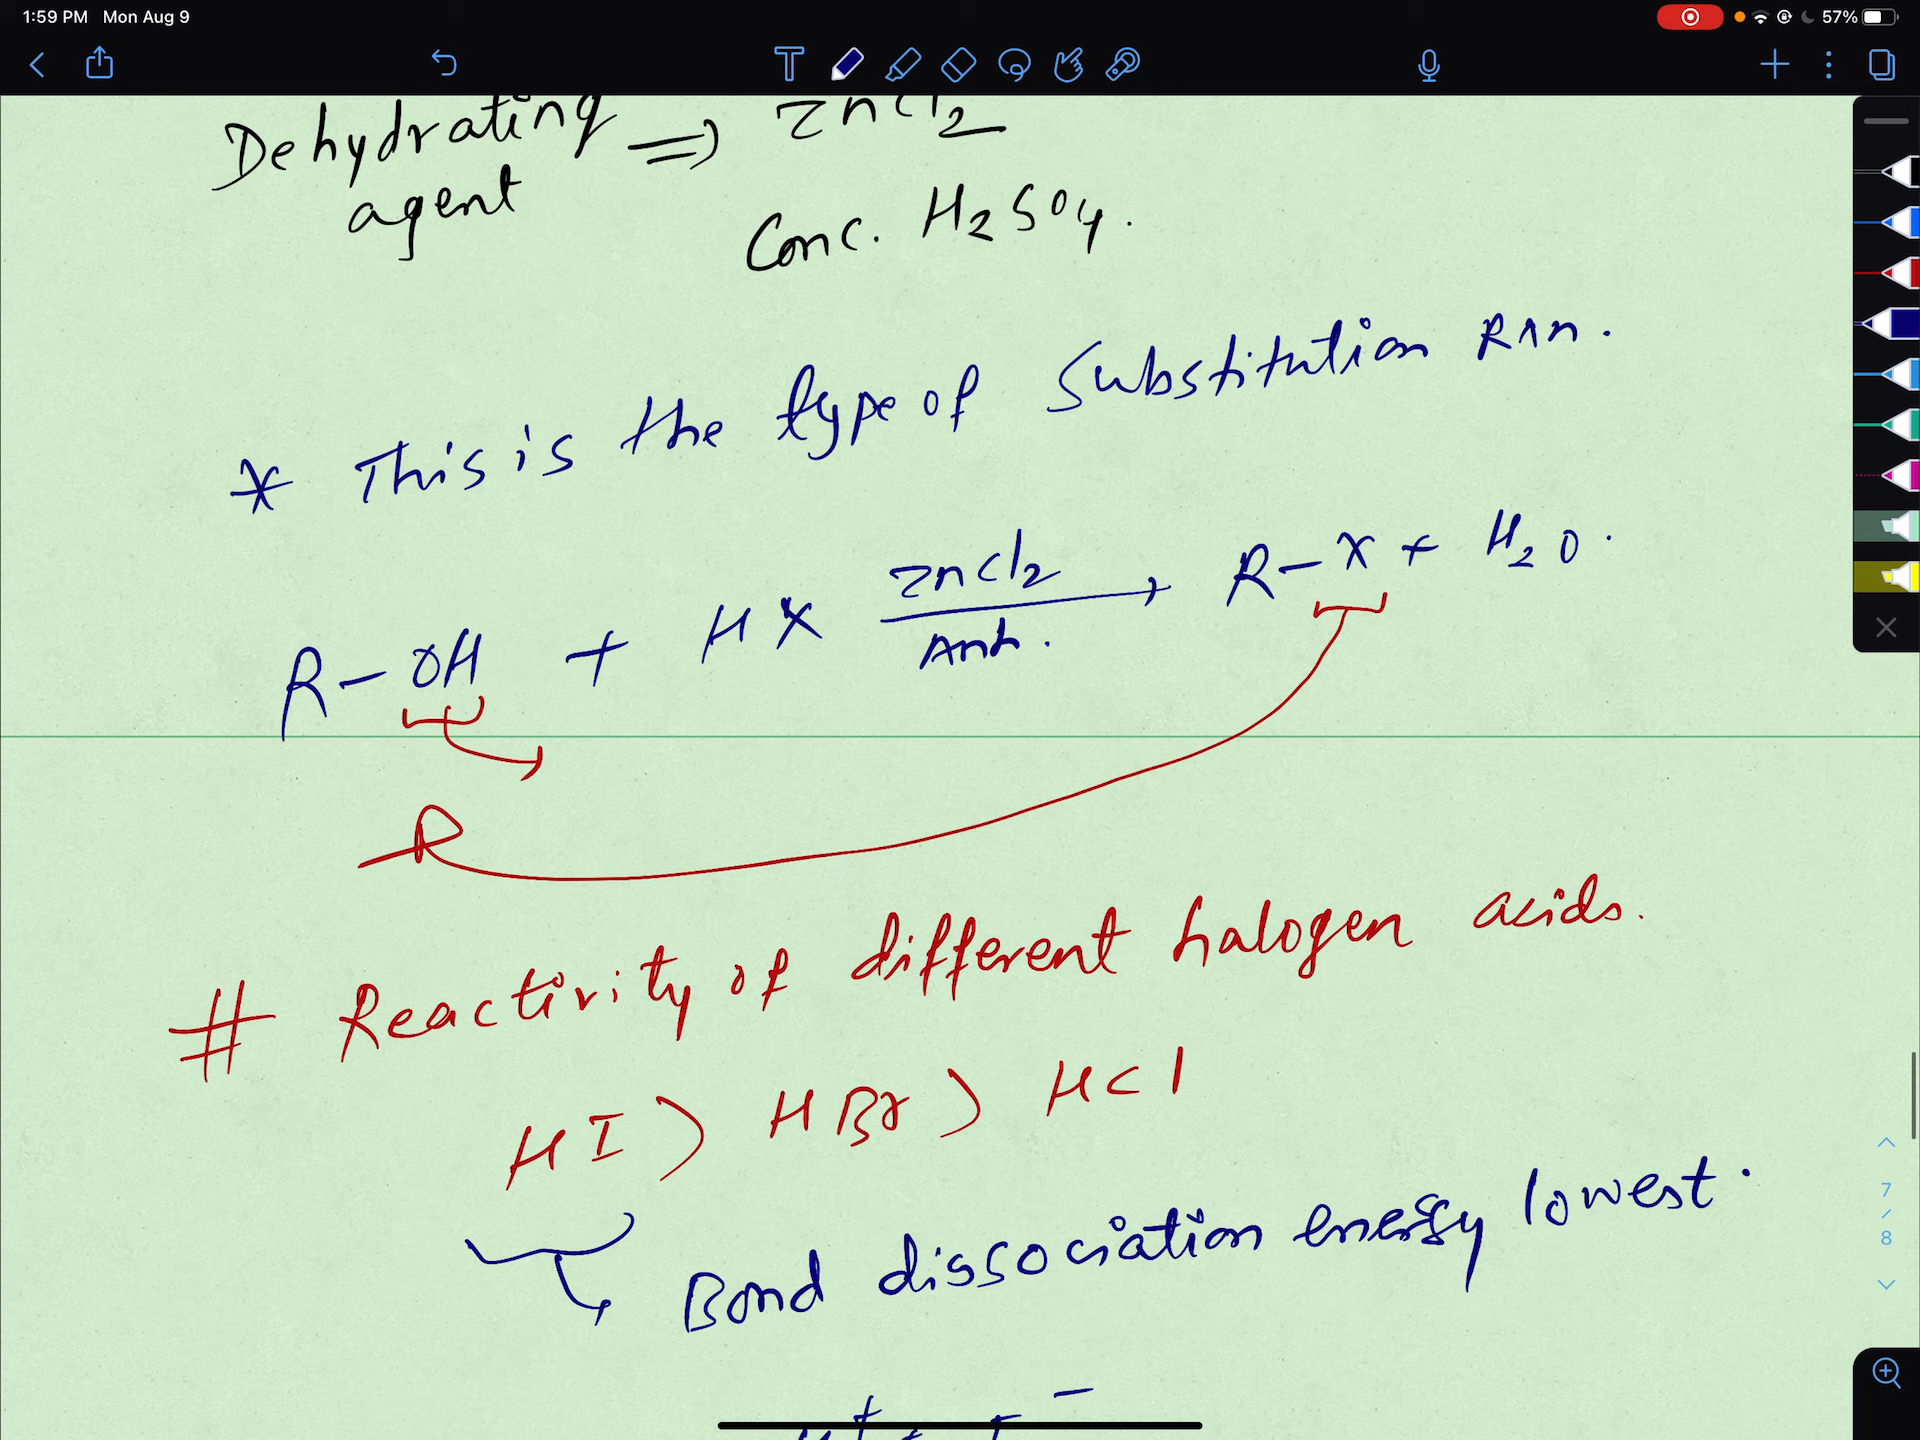 1:59 PM Mon Aug 9
57%
Dehydrating ⇒ ZnCl2
agent
Conc. H2SO4.
* This is the type of Substitution Rxn.
R-OH + HX ZnCl2 → R-X + H2O.
Anh.
R
# Reactivity of different halogen acids.
HI > HBr > HCl
Bond dissociation energy lowest.
7
/
8